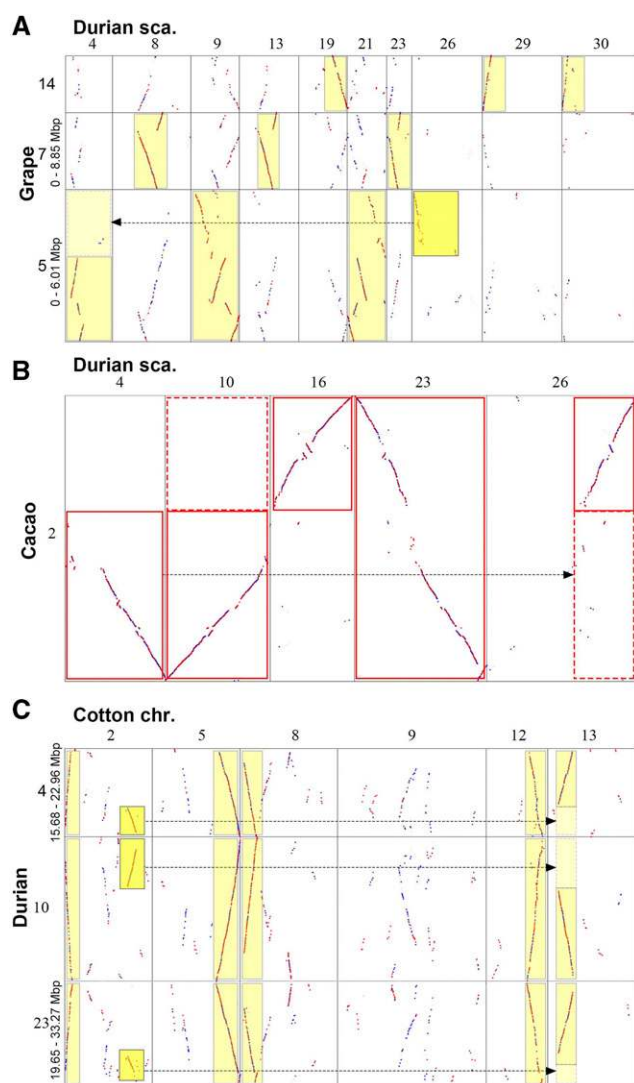 A
Durian sca.
4 8 9 13 19 21 23 26 29 30
Grape
14
7
0 - 8.85 Mbp
5
0 - 6.01 Mbp
B
Durian sca.
4 10 16 23 26
Cacao
2
C
Cotton chr.
2 5 8 9 12 13
Durian
4
15.68 - 22.96 Mbp
10
23
19.65 - 33.27 Mbp